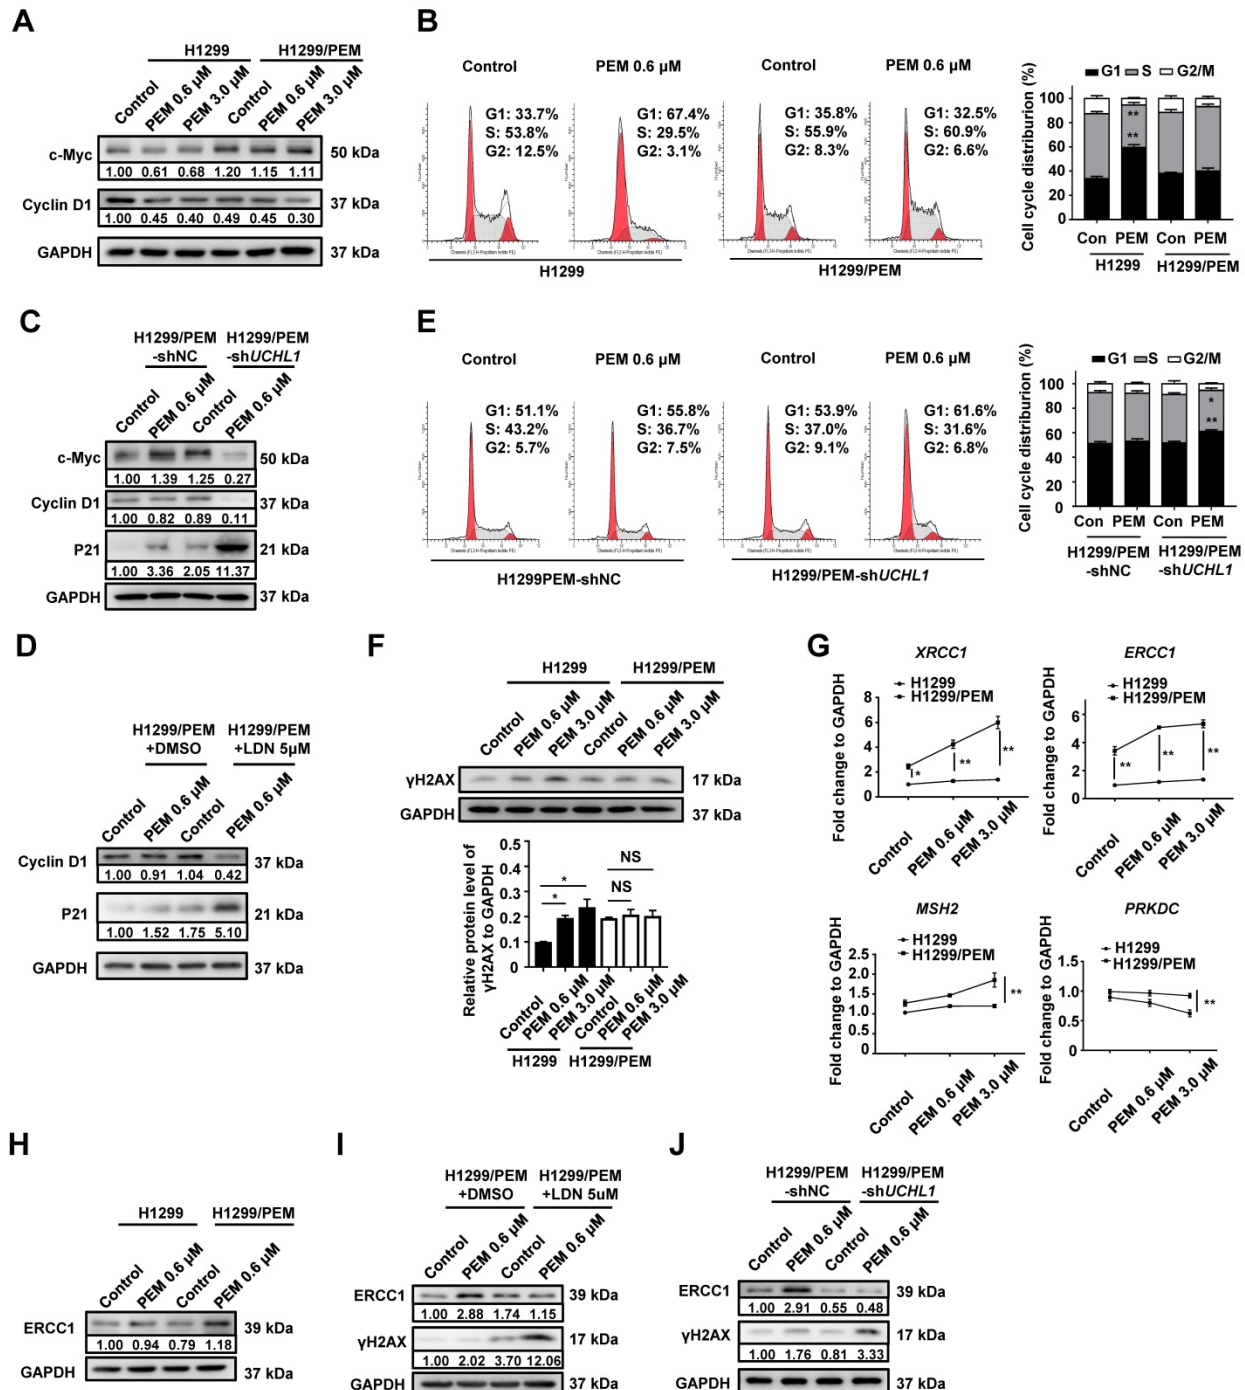 A
H1299 H1299/PEM
Control PEM 0.6 µM PEM 3.0 µM Control PEM 0.6 µM PEM 3.0 µM
c-Myc 50 kDa
1.00 0.61 0.68 1.20 1.15 1.11
Cyclin D1 37 kDa
1.00 0.45 0.40 0.49 0.45 0.30
GAPDH 37 kDa
B
Control PEM 0.6 µM Control PEM 0.6 µM
G1: 33.7% G1: 67.4% G1: 35.8% G1: 32.5%
S: 53.8% S: 29.5% S: 55.9% S: 60.9%
G2: 12.5% G2: 3.1% G2: 8.3% G2: 6.6%
H1299 H1299/PEM
G1 S G2/M
Cell cycle distriburion (%)
100
80
60
40
20
0
**
**
Con PEM Con PEM
H1299 H1299/PEM
C
H1299/PEM H1299/PEM
-shNC -shUCHL1
Control PEM 0.6 µM Control PEM 0.6 µM
c-Myc 50 kDa
1.00 1.39 1.25 0.27
Cyclin D1 37 kDa
1.00 0.82 0.89 0.11
P21 21 kDa
1.00 3.36 2.05 11.37
GAPDH 37 kDa
E
Control PEM 0.6 µM Control PEM 0.6 µM
G1: 51.1% G1: 55.8% G1: 53.9% G1: 61.6%
S: 43.2% S: 36.7% S: 37.0% S: 31.6%
G2: 5.7% G2: 7.5% G2: 9.1% G2: 6.8%
H1299PEM-shNC H1299/PEM-shUCHL1
G1 S G2/M
Cell cycle distriburion (%)
100
80
60
40
20
0
*
**
Con PEM Con PEM
H1299/PEM H1299/PEM
-shNC -shUCHL1
D
H1299/PEM H1299/PEM
+DMSO +LDN 5µM
Control PEM 0.6 µM Control PEM 0.6 µM
Cyclin D1 37 kDa
1.00 0.91 1.04 0.42
P21 21 kDa
1.00 1.52 1.75 5.10
GAPDH 37 kDa
F
H1299 H1299/PEM
Control PEM 0.6 µM PEM 3.0 µM Control PEM 0.6 µM PEM 3.0 µM
γH2AX 17 kDa
GAPDH 37 kDa
Relative protein level of
γH2AX to GAPDH
0.5
0.4
0.3
0.2
0.1
0
* * NS NS
Control PEM 0.6 µM PEM 3.0 µM Control PEM 0.6 µM PEM 3.0 µM
H1299 H1299/PEM
G
XRCC1
H1299
H1299/PEM
Fold change to GAPDH
6
4
2
0
* ** **
Control PEM 0.6 µM PEM 3.0 µM
ERCC1
H1299
H1299/PEM
Fold change to GAPDH
6
4
2
0
** ** **
Control PEM 0.6 µM PEM 3.0 µM
MSH2
H1299
H1299/PEM
Fold change to GAPDH
2.5
2.0
1.5
1.0
0.5
0
**
Control PEM 0.6 µM PEM 3.0 µM
PRKDC
H1299
H1299/PEM
Fold change to GAPDH
1.5
1.0
0.5
0
**
Control PEM 0.6 µM PEM 3.0 µM
H
H1299 H1299/PEM
Control PEM 0.6 µM Control PEM 0.6 µM
ERCC1 39 kDa
1.00 0.94 0.79 1.18
GAPDH 37 kDa
I
H1299/PEM H1299/PEM
+DMSO +LDN 5uM
Control PEM 0.6 µM Control PEM 0.6 µM
ERCC1 39 kDa
1.00 2.88 1.74 1.15
γH2AX 17 kDa
1.00 2.02 3.70 12.06
GAPDH 37 kDa
J
H1299/PEM H1299/PEM
-shNC -shUCHL1
Control PEM 0.6 µM Control PEM 0.6 µM
ERCC1 39 kDa
1.00 2.91 0.55 0.48
γH2AX 17 kDa
1.00 1.76 0.81 3.33
GAPDH 37 kDa